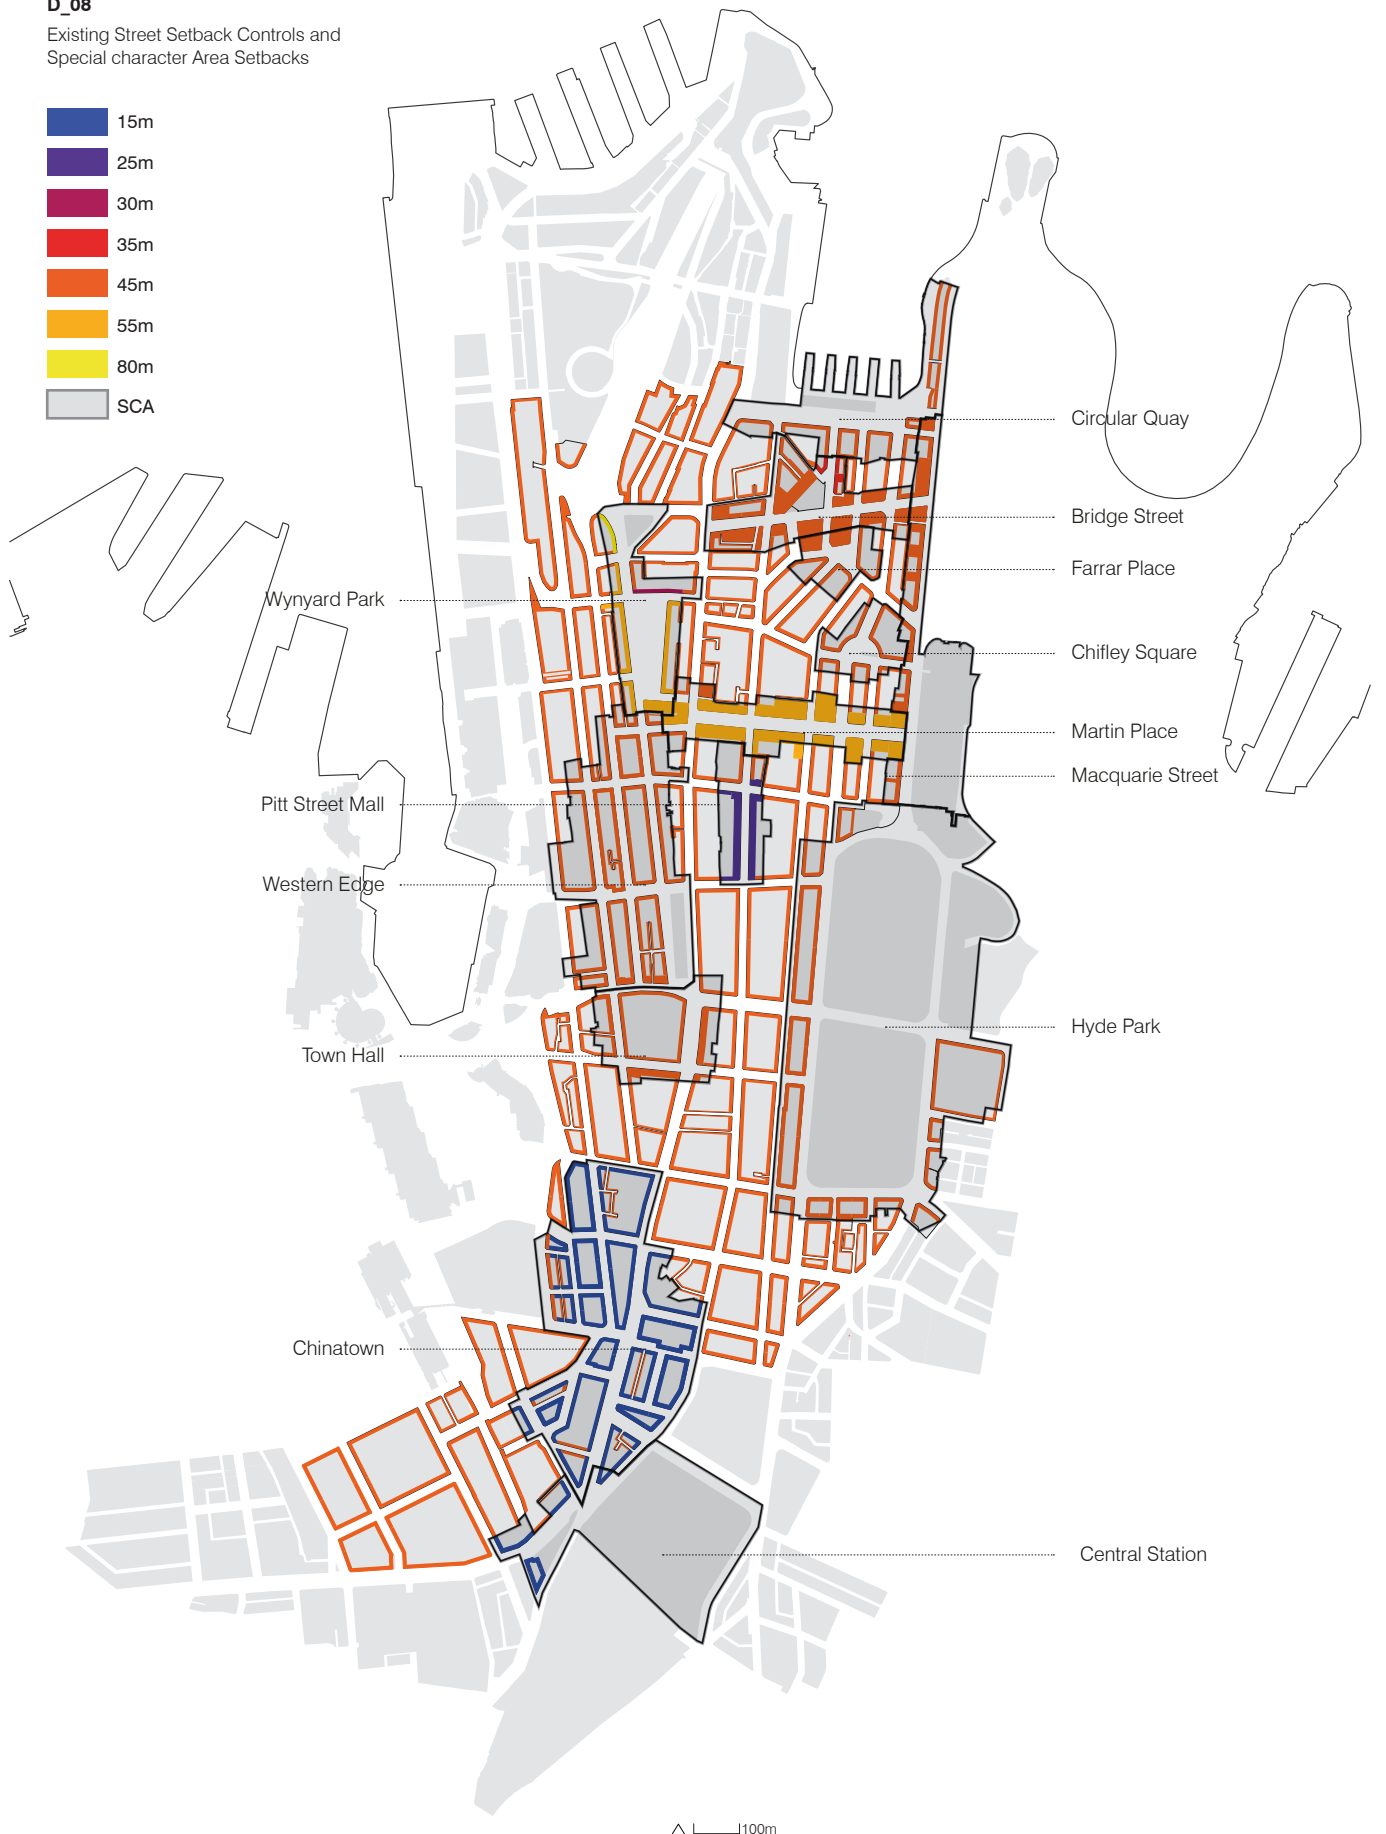 D_08
Existing Street Setback Controls and
Special character Area Setbacks
15m
25m
30m
35m
45m
55m
80m
SCA
Circular Quay
Bridge Street
Farrar Place
Wynyard Park
Chifley Square
Martin Place
Macquarie Street
Pitt Street Mall
Western Edge
Hyde Park
Town Hall
Chinatown
Central Station
100m